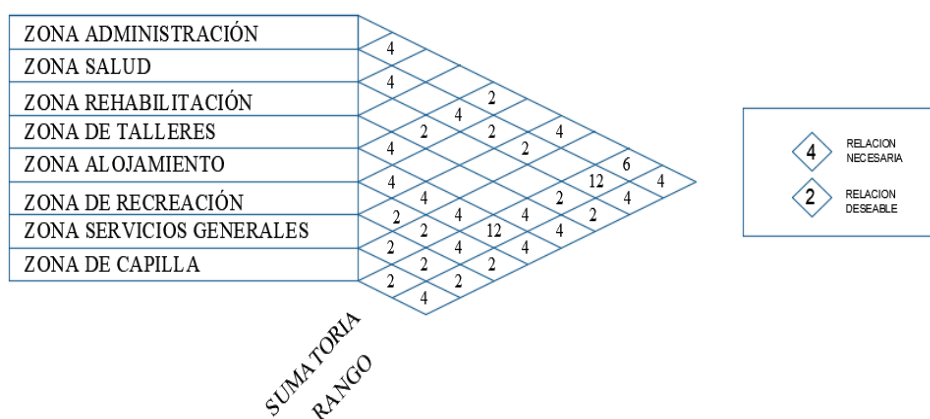 ZONA ADMINISTRACIÓN
ZONA SALUD
ZONA REHABILITACIÓN
ZONA DE TALLERES
ZONA ALOJAMIENTO
ZONA DE RECREACIÓN
ZONA SERVICIOS GENERALES
ZONA DE CAPILLA
4
4
2
4
2 2 4
4 2 6
4 12 4
4 2 4
2 4 4 2
2 12 4
2 4 4
2 2
2 2
4
SUMATORIA
RANGO
4 RELACION
NECESARIA
2 RELACION
DESEABLE